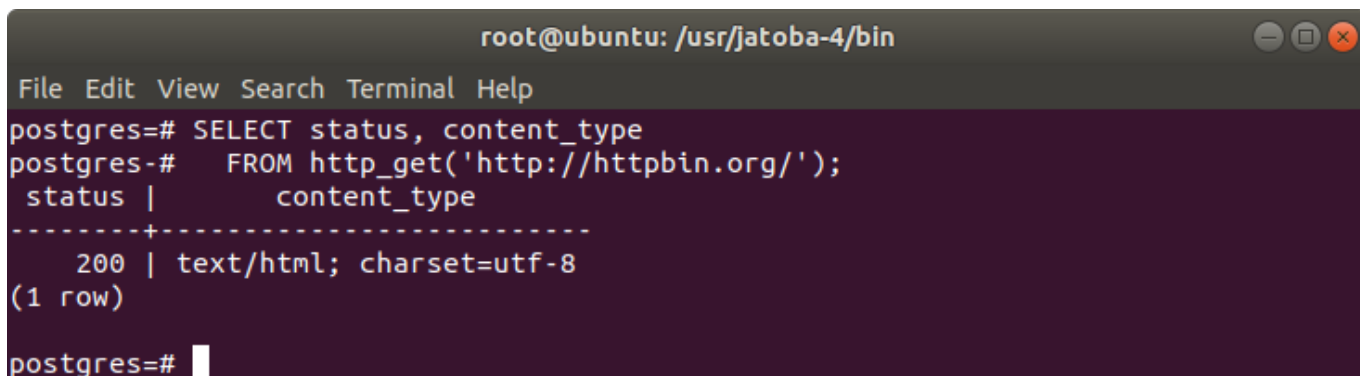 root@ubuntu: /usr/jatoba-4/bin
File Edit View Search Terminal Help
postgres=# SELECT status, content_type
postgres-#   FROM http_get('http://httpbin.org/');
 status |       content_type
--------+--------------------------
    200 | text/html; charset=utf-8
(1 row)
postgres=#